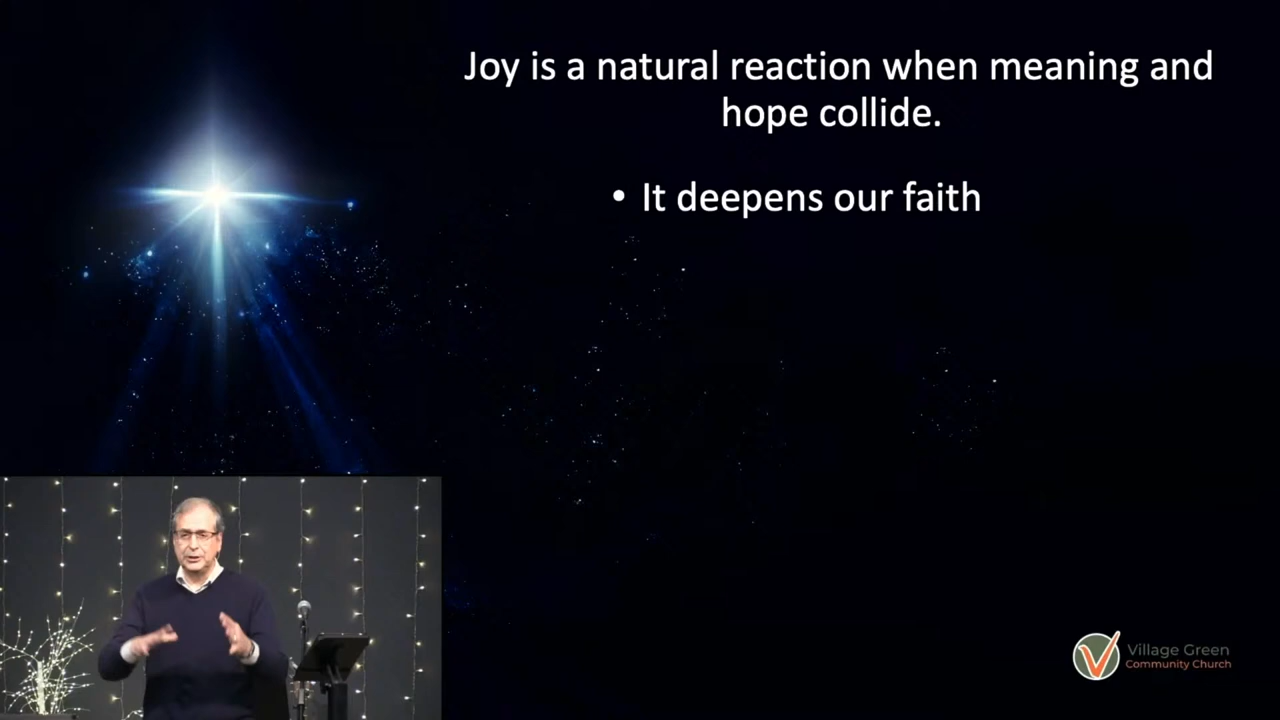 Joy is a natural reaction when meaning and
hope collide.
• It deepens our faith
Village Green
Community Church